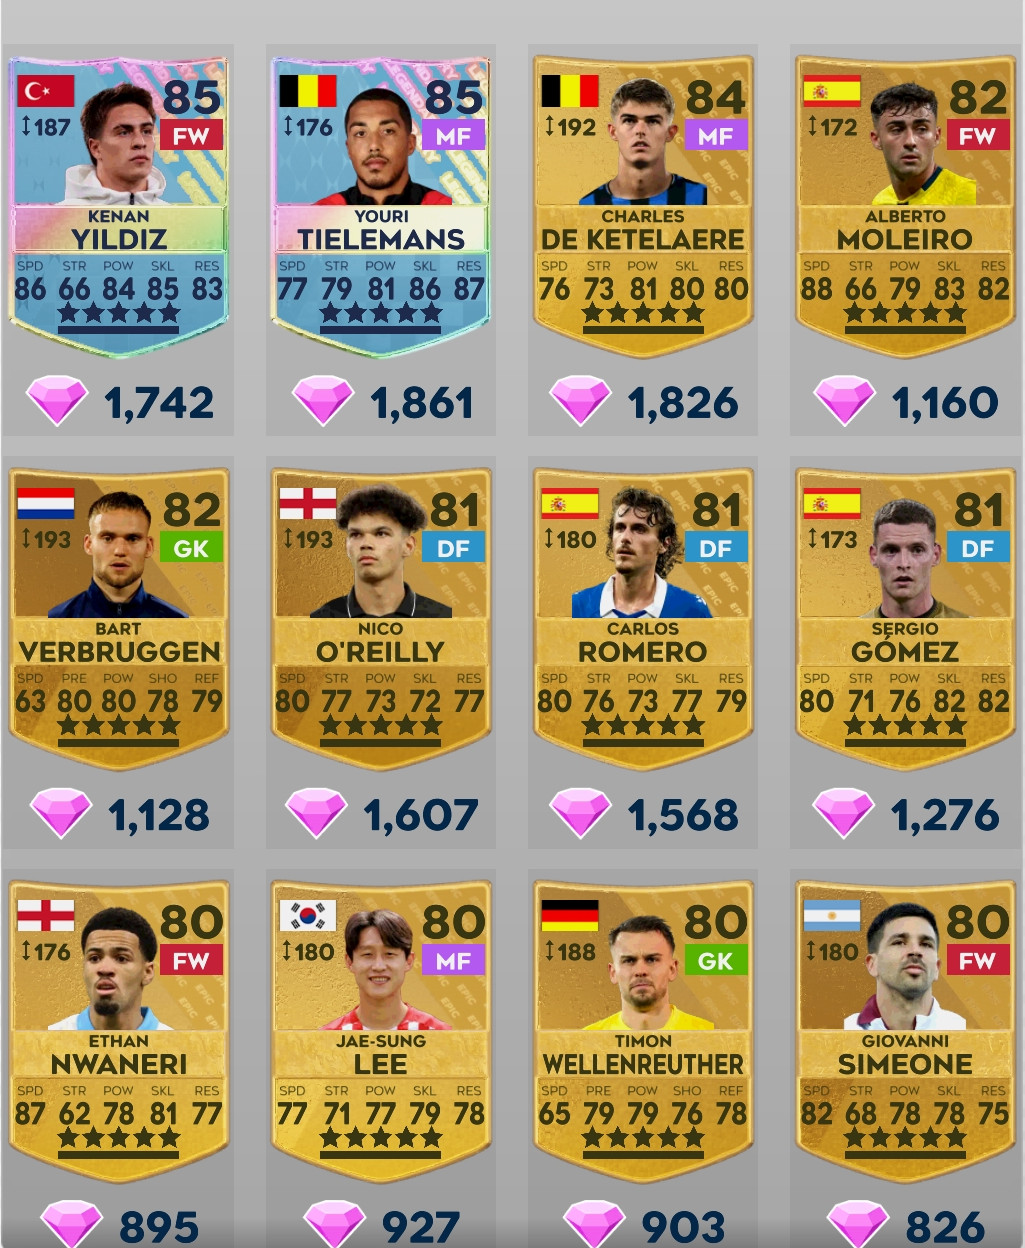 85
187
FW
KENAN
YILDIZ
SPD STR POW SKL RES
86 66 84 85 83
1,742
85
176
MF
YOURI
TIELEMANS
SPD STR POW SKL RES
77 79 81 86 87
1,861
84
192
MF
CHARLES
DE KETELAERE
SPD STR POW SKL RES
76 73 81 80 80
1,826
82
172
FW
ALBERTO
MOLEIRO
SPD STR POW SKL RES
88 66 79 83 82
1,160
82
193
GK
BART
VERBRUGGEN
SPD PRE POW SHO REF
63 80 80 78 79
1,128
81
193
DF
NICO
O'REILLY
SPD STR POW SKL RES
80 77 73 72 77
1,607
81
180
DF
CARLOS
ROMERO
SPD STR POW SKL RES
80 76 73 77 79
1,568
81
173
DF
SERGIO
GÓMEZ
SPD STR POW SKL RES
80 71 76 82 82
1,276
80
176
FW
ETHAN
NWANERI
SPD STR POW SKL RES
87 62 78 81 77
895
80
180
MF
JAE-SUNG
LEE
SPD STR POW SKL RES
77 71 77 79 78
927
80
188
GK
TIMON
WELLENREUTHER
SPD PRE POW SHO REF
65 79 79 76 78
903
80
180
FW
GIOVANNI
SIMEONE
SPD STR POW SKL RES
82 68 78 78 75
826